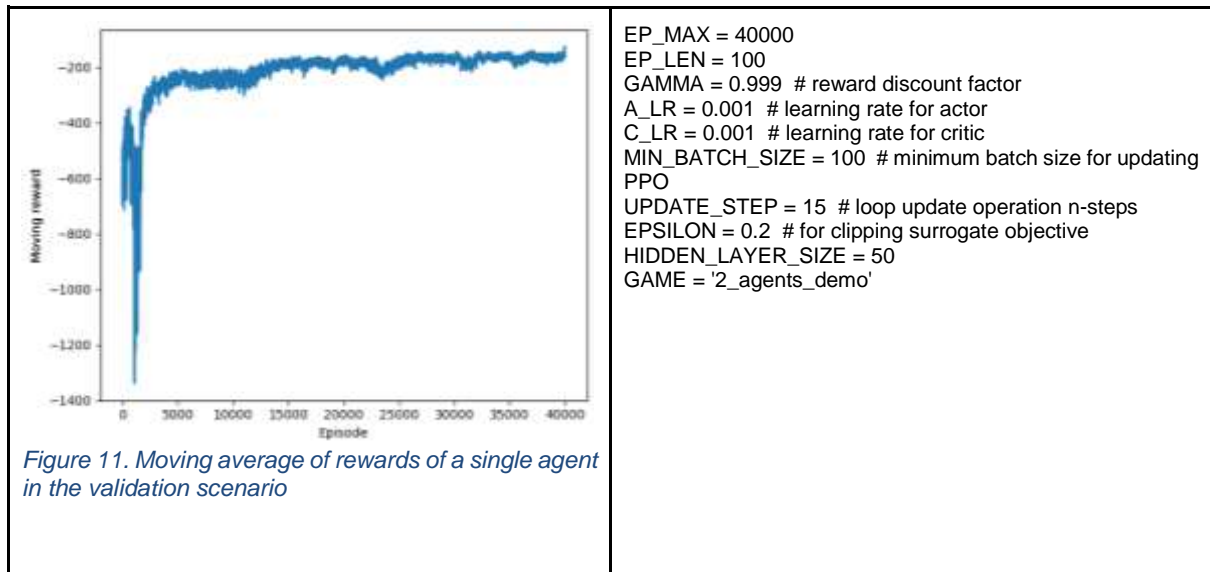 -200
-400
-600
-800
-1000
-1200
-1400
Moving reward
0 5000 10000 15000 20000 25000 30000 35000 40000
Episode
Figure 11. Moving average of rewards of a single agent
in the validation scenario
EP_MAX = 40000
EP_LEN = 100
GAMMA = 0.999 # reward discount factor
A_LR = 0.001 # learning rate for actor
C_LR = 0.001 # learning rate for critic
MIN_BATCH_SIZE = 100 # minimum batch size for updating
PPO
UPDATE_STEP = 15 # loop update operation n-steps
EPSILON = 0.2 # for clipping surrogate objective
HIDDEN_LAYER_SIZE = 50
GAME = '2_agents_demo'